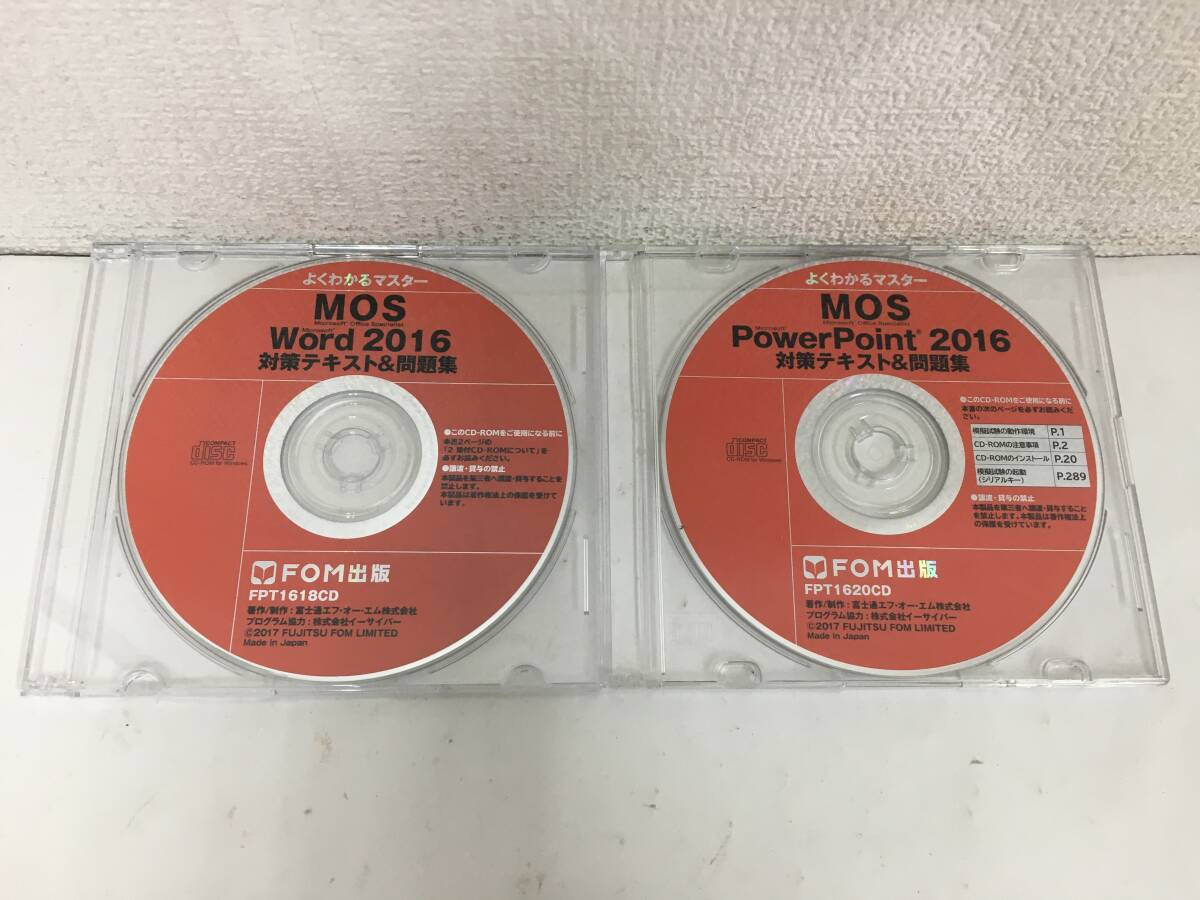 よくわかるマスター
MOS
Microsoft® Office Specialist
Microsoft®
Word 2016
対策テキスト&問題集
COMPACT
disc
CD-ROM for Windows
●このCD-ROMをご使用になる前に
本誌2ページの
「2 添付CD-ROMについて」を
必ずお読みください。
●譲渡・貸与の禁止
本製品を第三者へ譲渡・貸与することを
禁止します。
本製品は著作権法上の保護を受けて
います。
FOM出版
FPT1618CD
著作/制作：富士通エフ・オー・エム株式会社
プログラム協力：株式会社イーサイバー
©2017 FUJITSU FOM LIMITED
Made in Japan
よくわかるマスター
MOS
Microsoft® Office Specialist
Microsoft®
PowerPoint® 2016
対策テキスト&問題集
COMPACT
disc
CD-ROM for Windows
●このCD-ROMをご使用になる前に
本書の次のページを必ずお読みくだ
さい。
模擬試験の動作環境 P.1
CD-ROMの注意事項 P.2
CD-ROMのインストール P.20
模擬試験の起動
(シリアルキー) P.289
●譲渡・貸与の禁止
本製品を第三者へ譲渡・貸与すること
を禁止します。本製品は著作権法上
の保護を受けています。
FOM出版
FPT1620CD
著作/制作：富士通エフ・オー・エム株式会社
プログラム協力：株式会社イーサイバー
©2017 FUJITSU FOM LIMITED
Made in Japan